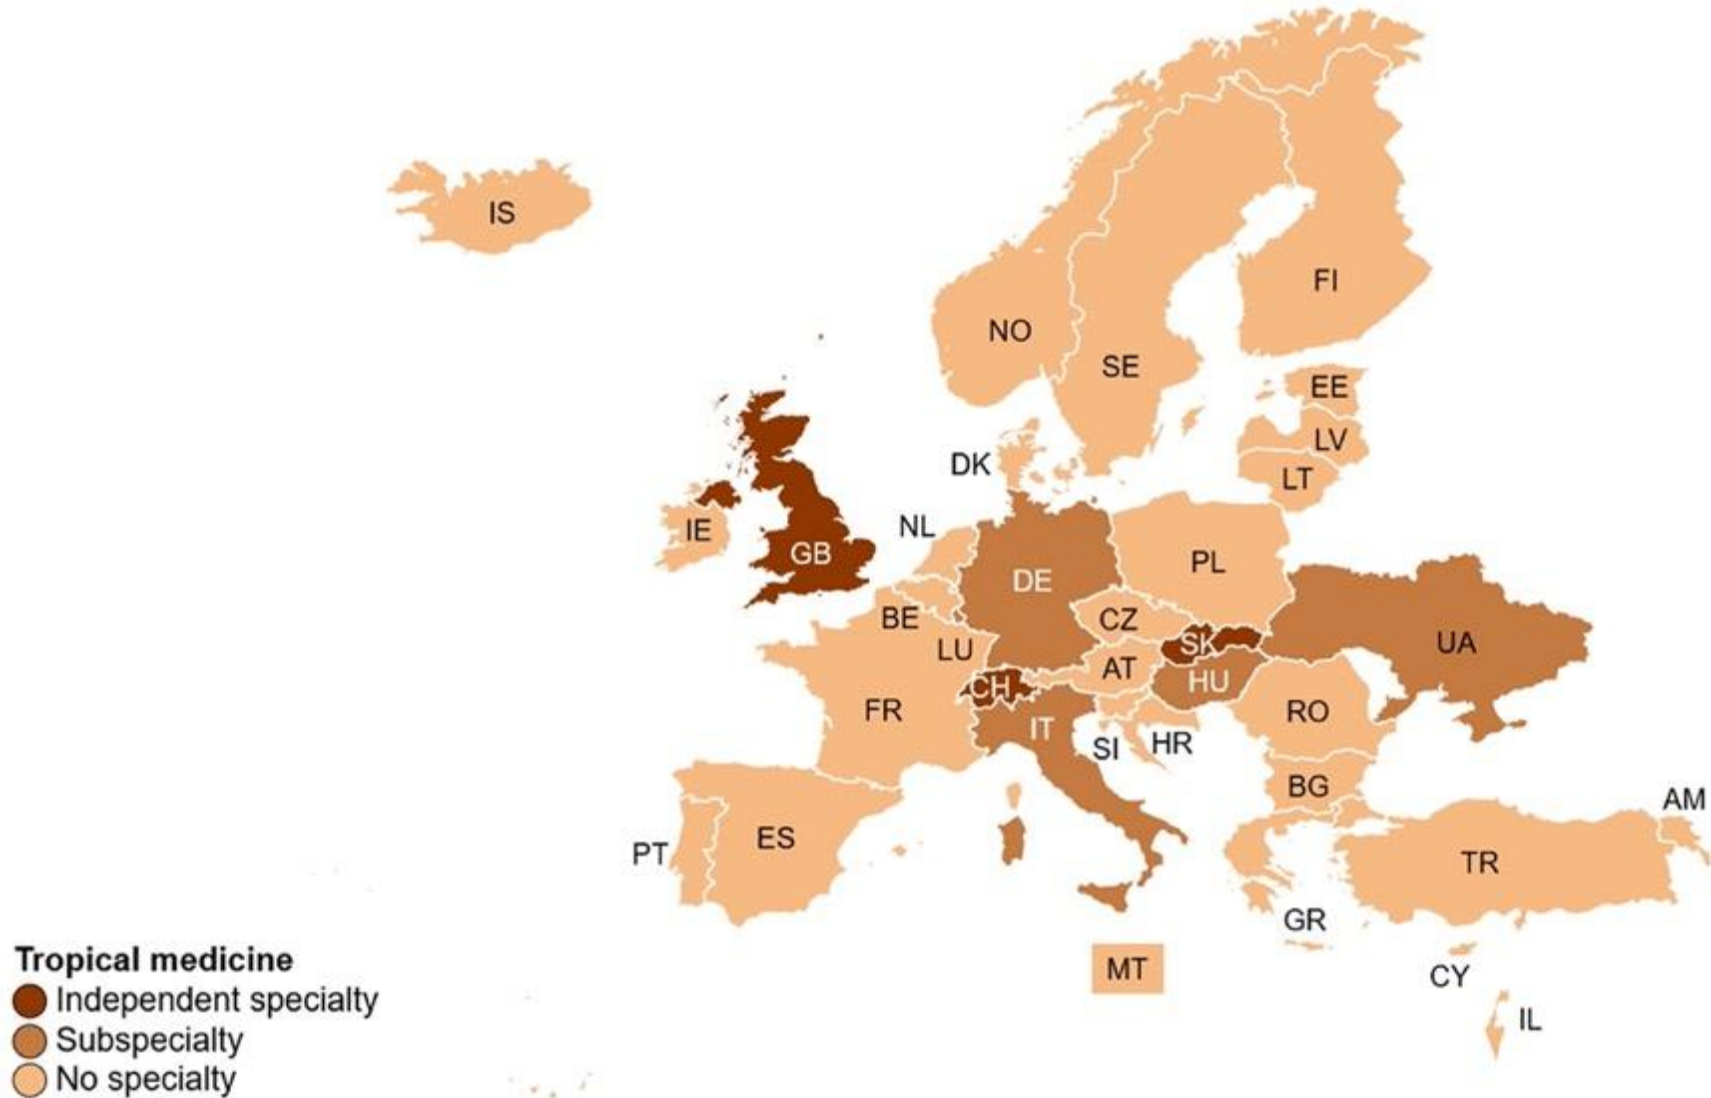 IS
FI
NO
SE
EE
LV
DK
LT
NL
IE
GB
DE
PL
BE
CZ
UA
LU
SK
AT
CH
HU
FR
RO
IT
SI
HR
BG
AM
PT
ES
TR
GR
MT
CY
IL
Tropical medicine
Independent specialty
Subspecialty
No specialty